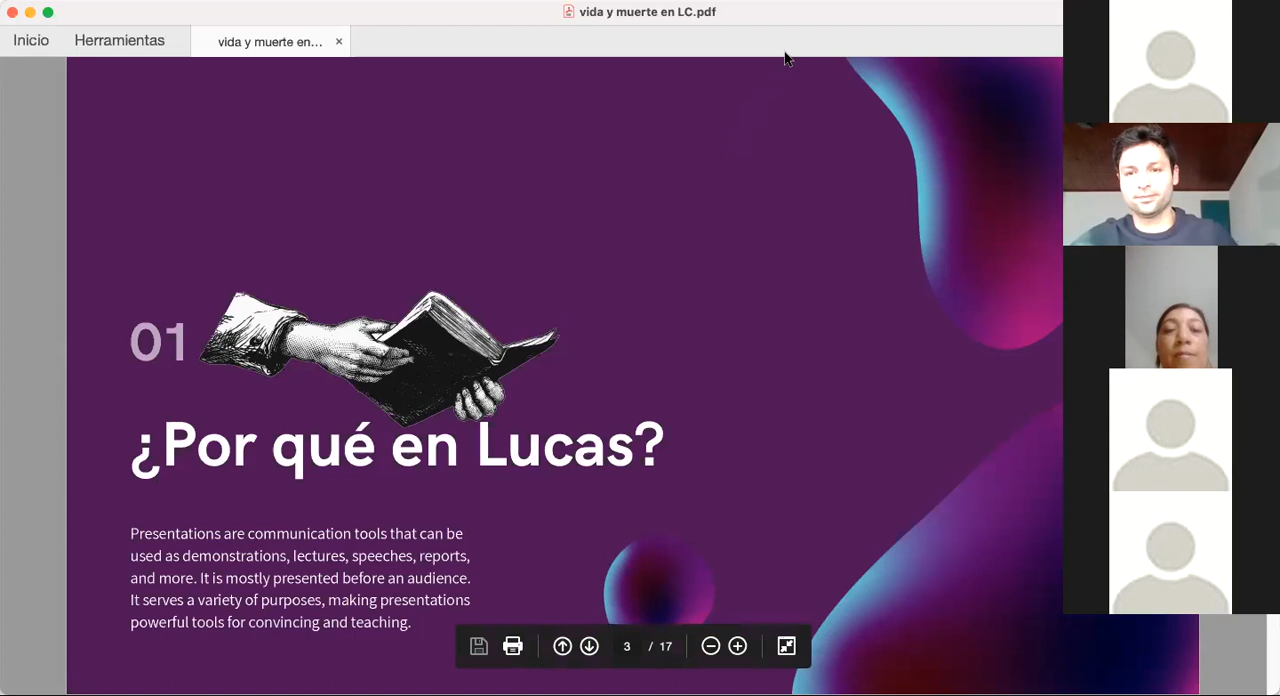 vida y muerte en LC.pdf
Inicio Herramientas vida y muerte en... ×
01
¿Por qué en Lucas?
Presentations are communication tools that can be
used as demonstrations, lectures, speeches, reports,
and more. It is mostly presented before an audience.
It serves a variety of purposes, making presentations
powerful tools for convincing and teaching.
3 / 17